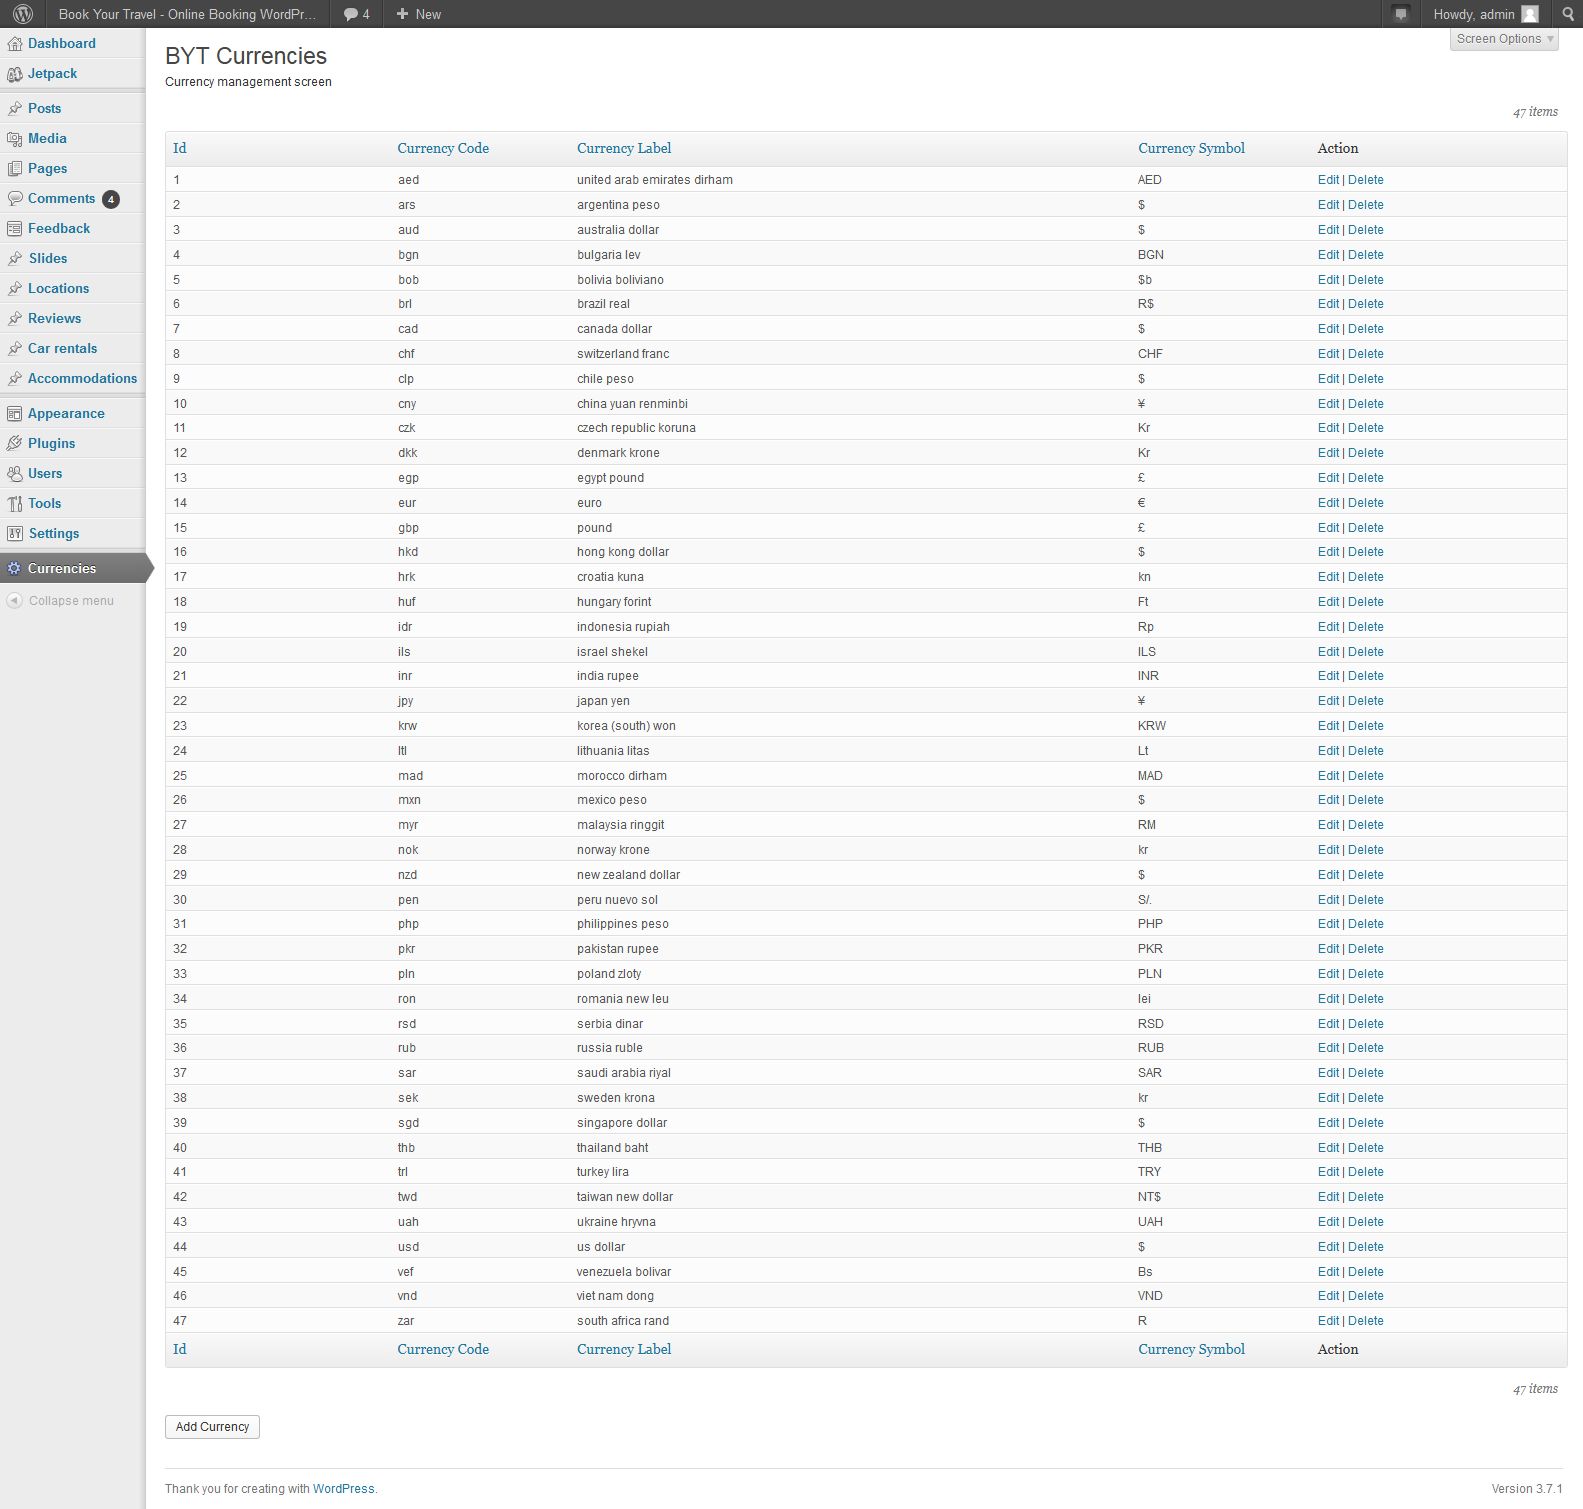 Book Your Travel - Online Booking WordPr... 4 + New Howdy, admin
Screen Options
Dashboard
Jetpack
Posts
Media
Pages
Comments 4
Feedback
Slides
Locations
Reviews
Car rentals
Accommodations
Appearance
Plugins
Users
Tools
Settings
Currencies
Collapse menu
BYT Currencies
Currency management screen
47 items
Id Currency Code Currency Label Currency Symbol Action
1 aed united arab emirates dirham AED Edit | Delete
2 ars argentina peso $ Edit | Delete
3 aud australia dollar $ Edit | Delete
4 bgn bulgaria lev BGN Edit | Delete
5 bob bolivia boliviano $b Edit | Delete
6 brl brazil real R$ Edit | Delete
7 cad canada dollar $ Edit | Delete
8 chf switzerland franc CHF Edit | Delete
9 clp chile peso $ Edit | Delete
10 cny china yuan renminbi ¥ Edit | Delete
11 czk czech republic koruna Kr Edit | Delete
12 dkk denmark krone Kr Edit | Delete
13 egp egypt pound £ Edit | Delete
14 eur euro € Edit | Delete
15 gbp pound £ Edit | Delete
16 hkd hong kong dollar $ Edit | Delete
17 hrk croatia kuna kn Edit | Delete
18 huf hungary forint Ft Edit | Delete
19 idr indonesia rupiah Rp Edit | Delete
20 ils israel shekel ILS Edit | Delete
21 inr india rupee INR Edit | Delete
22 jpy japan yen ¥ Edit | Delete
23 krw korea (south) won KRW Edit | Delete
24 ltl lithuania litas Lt Edit | Delete
25 mad morocco dirham MAD Edit | Delete
26 mxn mexico peso $ Edit | Delete
27 myr malaysia ringgit RM Edit | Delete
28 nok norway krone kr Edit | Delete
29 nzd new zealand dollar $ Edit | Delete
30 pen peru nuevo sol S/. Edit | Delete
31 php philippines peso PHP Edit | Delete
32 pkr pakistan rupee PKR Edit | Delete
33 pln poland zloty PLN Edit | Delete
34 ron romania new leu lei Edit | Delete
35 rsd serbia dinar RSD Edit | Delete
36 rub russia ruble RUB Edit | Delete
37 sar saudi arabia riyal SAR Edit | Delete
38 sek sweden krona kr Edit | Delete
39 sgd singapore dollar $ Edit | Delete
40 thb thailand baht THB Edit | Delete
41 trl turkey lira TRY Edit | Delete
42 twd taiwan new dollar NT$ Edit | Delete
43 uah ukraine hryvna UAH Edit | Delete
44 usd us dollar $ Edit | Delete
45 vef venezuela bolivar Bs Edit | Delete
46 vnd viet nam dong VND Edit | Delete
47 zar south africa rand R Edit | Delete
Id Currency Code Currency Label Currency Symbol Action
47 items
Add Currency
Thank you for creating with WordPress. Version 3.7.1